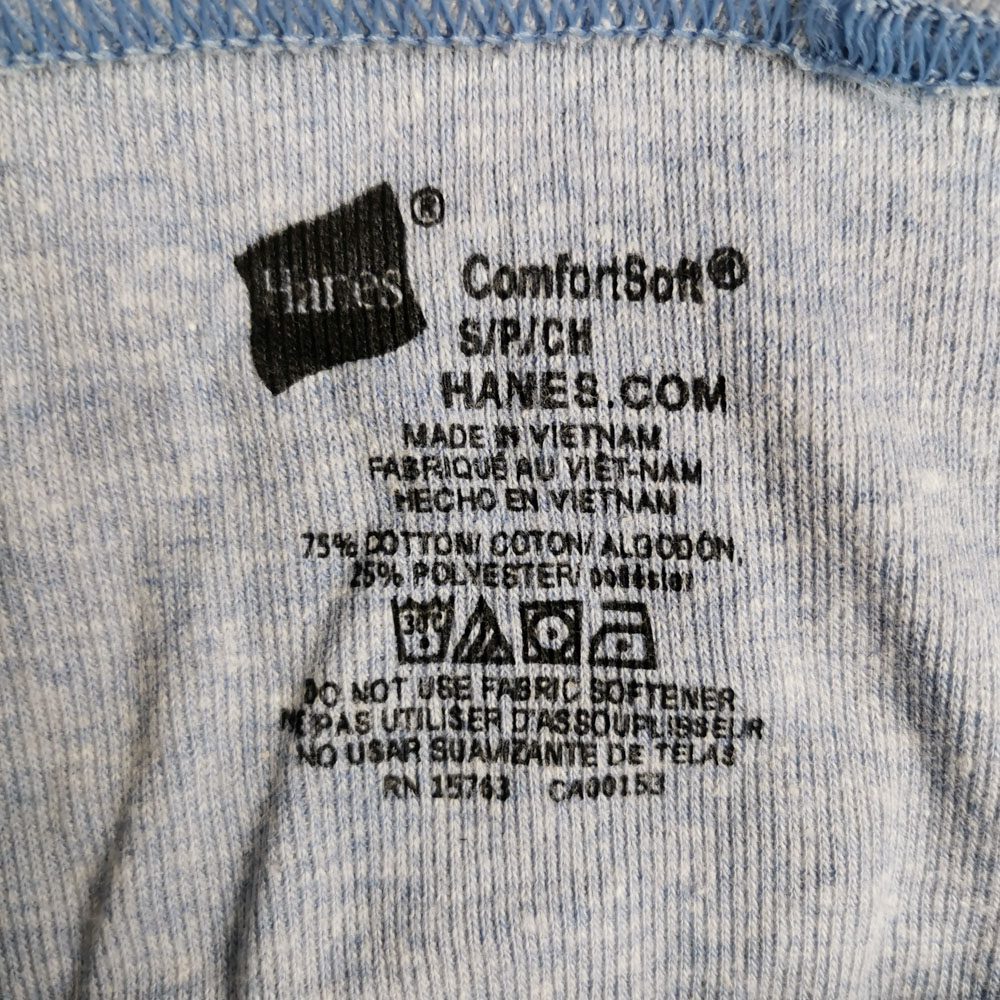 Hanes®
ComfortSoft®
S/P/CH
HANES.COM
MADE IN VIETNAM
FABRIQUÉ AU VIÊT-NAM
HECHO EN VIETNAM
75% COTTON/ COTON/ ALGODÓN,
25% POLYESTER/
30°C
DO NOT USE FABRIC SOFTENER
NE PAS UTILISER D'ASSOUPLISSEUR
NO USAR SUAVIZANTE DE TELAS
RN 15763 CA00153